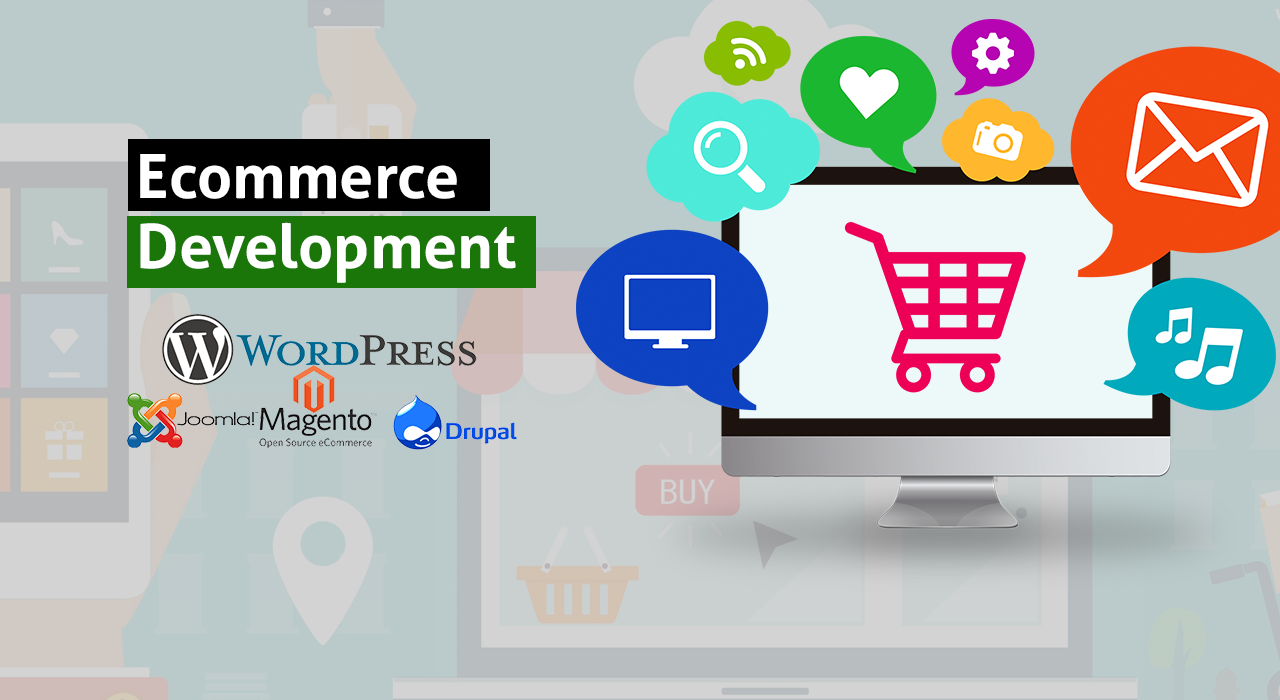 Ecommerce
Development
WORDPRESS
Joomla!
Magento
Open Source eCommerce
Drupal
BUY